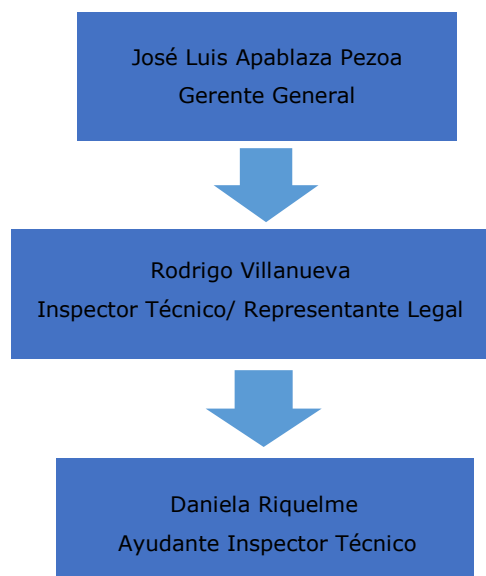 José Luis Apablaza Pezoa
Gerente General
Rodrigo Villanueva
Inspector Técnico/ Representante Legal
Daniela Riquelme
Ayudante Inspector Técnico